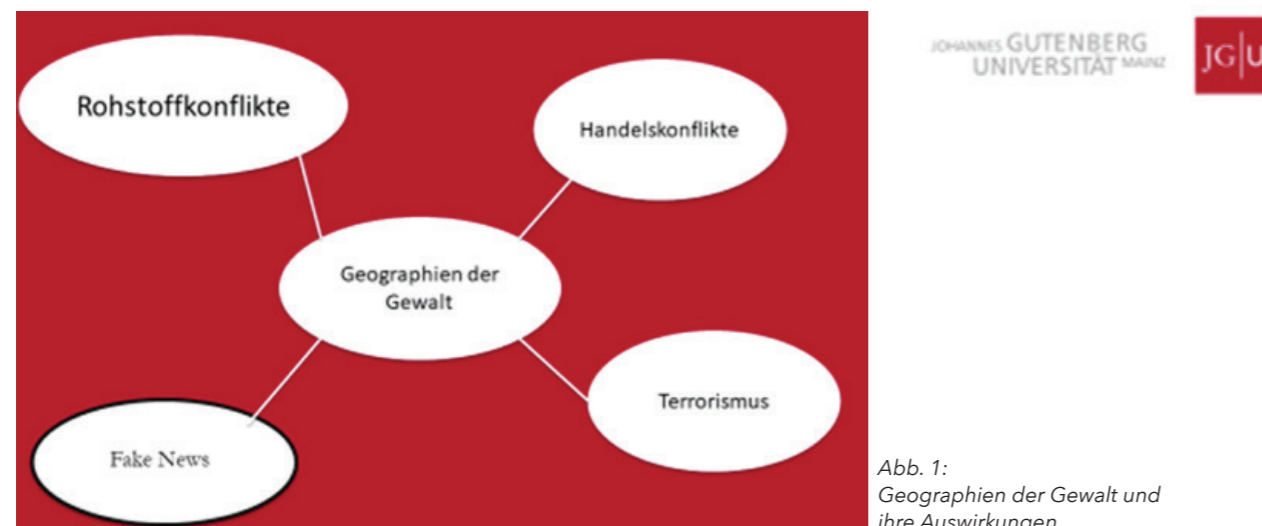 Rohstoffkonflikte
Handelskonflikte
Geographien der
Gewalt
Terrorismus
Fake News
JOHANNES GUTENBERG
UNIVERSITÄT MAINZ
JG|U
Abb. 1:
Geographien der Gewalt und
ihre Auswirkungen